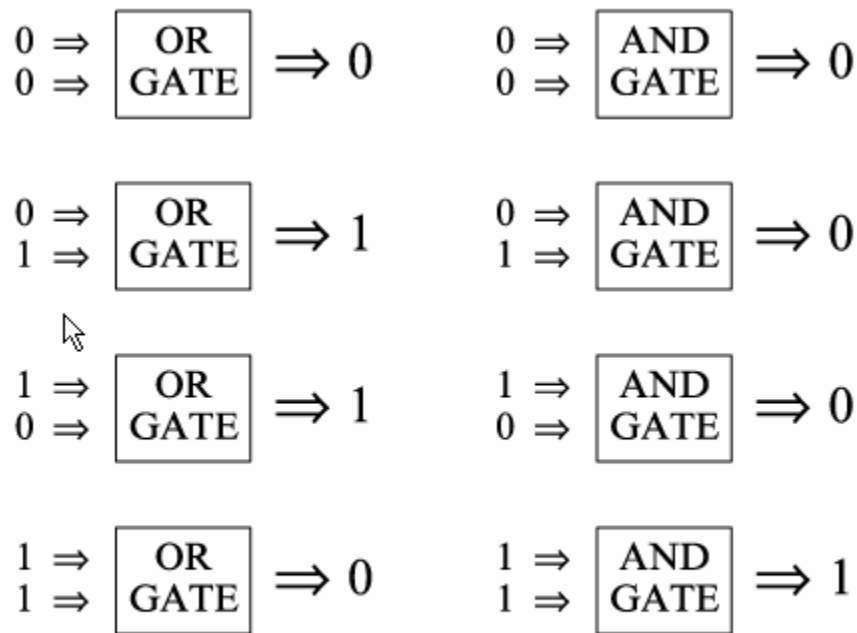 0 ⇒ OR ⇒ 0 0 ⇒ AND ⇒ 0
0 ⇒ GATE 0 ⇒ GATE
0 ⇒ OR ⇒ 1 0 ⇒ AND ⇒ 0
1 ⇒ GATE 1 ⇒ GATE
1 ⇒ OR ⇒ 1 1 ⇒ AND ⇒ 0
0 ⇒ GATE 0 ⇒ GATE
1 ⇒ OR ⇒ 0 1 ⇒ AND ⇒ 1
1 ⇒ GATE 1 ⇒ GATE